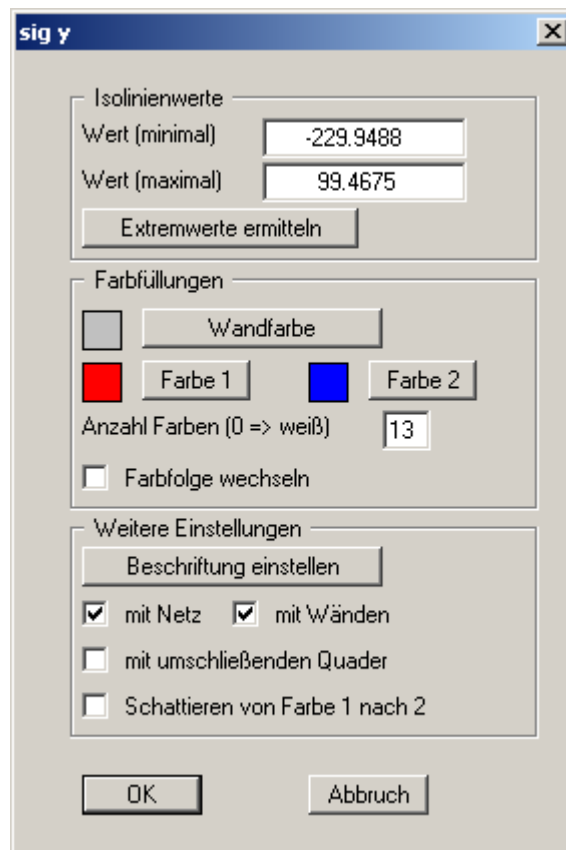 sig y
Isolinienwerte
Wert (minimal) -229.9488
Wert (maximal) 99.4675
Extremwerte ermitteln
Farbfüllungen
Wandfarbe
Farbe 1 Farbe 2
Anzahl Farben (0 => weiß) 13
Farbfolge wechseln
Weitere Einstellungen
Beschriftung einstellen
mit Netz mit Wänden
mit umschließenden Quader
Schattieren von Farbe 1 nach 2
OK Abbruch